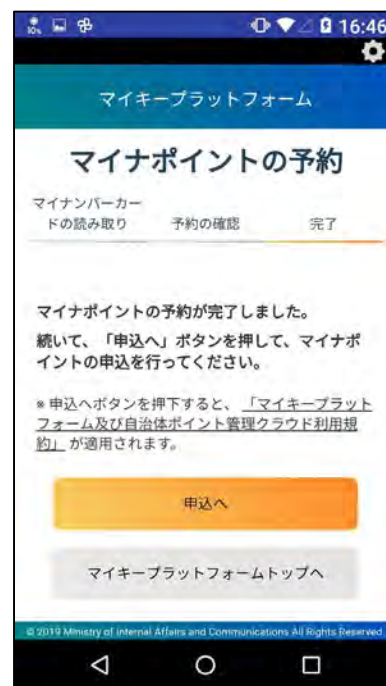 10%
16:46
マイキープラットフォーム
マイナポイントの予約
マイナンバーカー
ドの読み取り
予約の確認
完了
マイナポイントの予約が完了しました。
続いて、「申込へ」ボタンを押して、マイナポ
イントの申込を行ってください。
※申込へボタンを押下すると、「マイキープラット
フォーム及び自治体ポイント管理クラウド利用規
約」が適用されます。
申込へ
マイキープラットフォームトップへ
© 2019 Ministry of Internal Affairs and Communications All Rights Reserved.